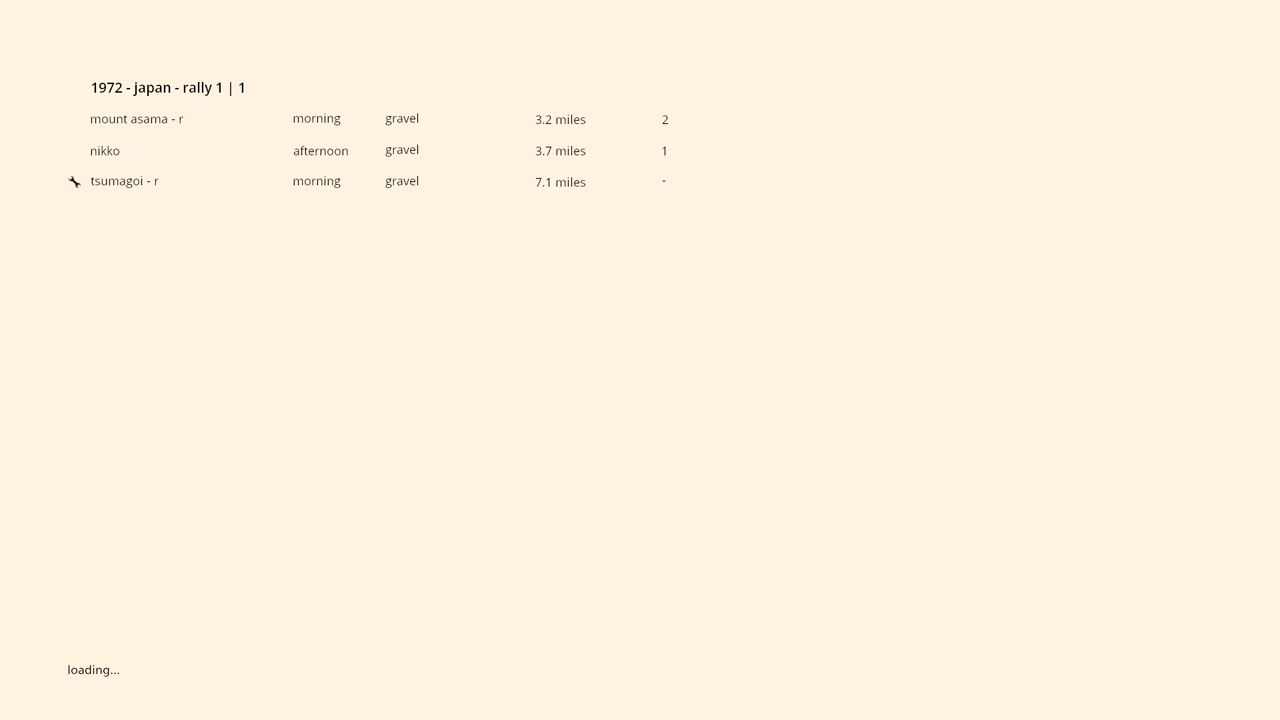 1972 - japan - rally 1 | 1
mount asama - r morning gravel 3.2 miles 2
nikko afternoon gravel 3.7 miles 1
tsumagoi - r morning gravel 7.1 miles -
loading...